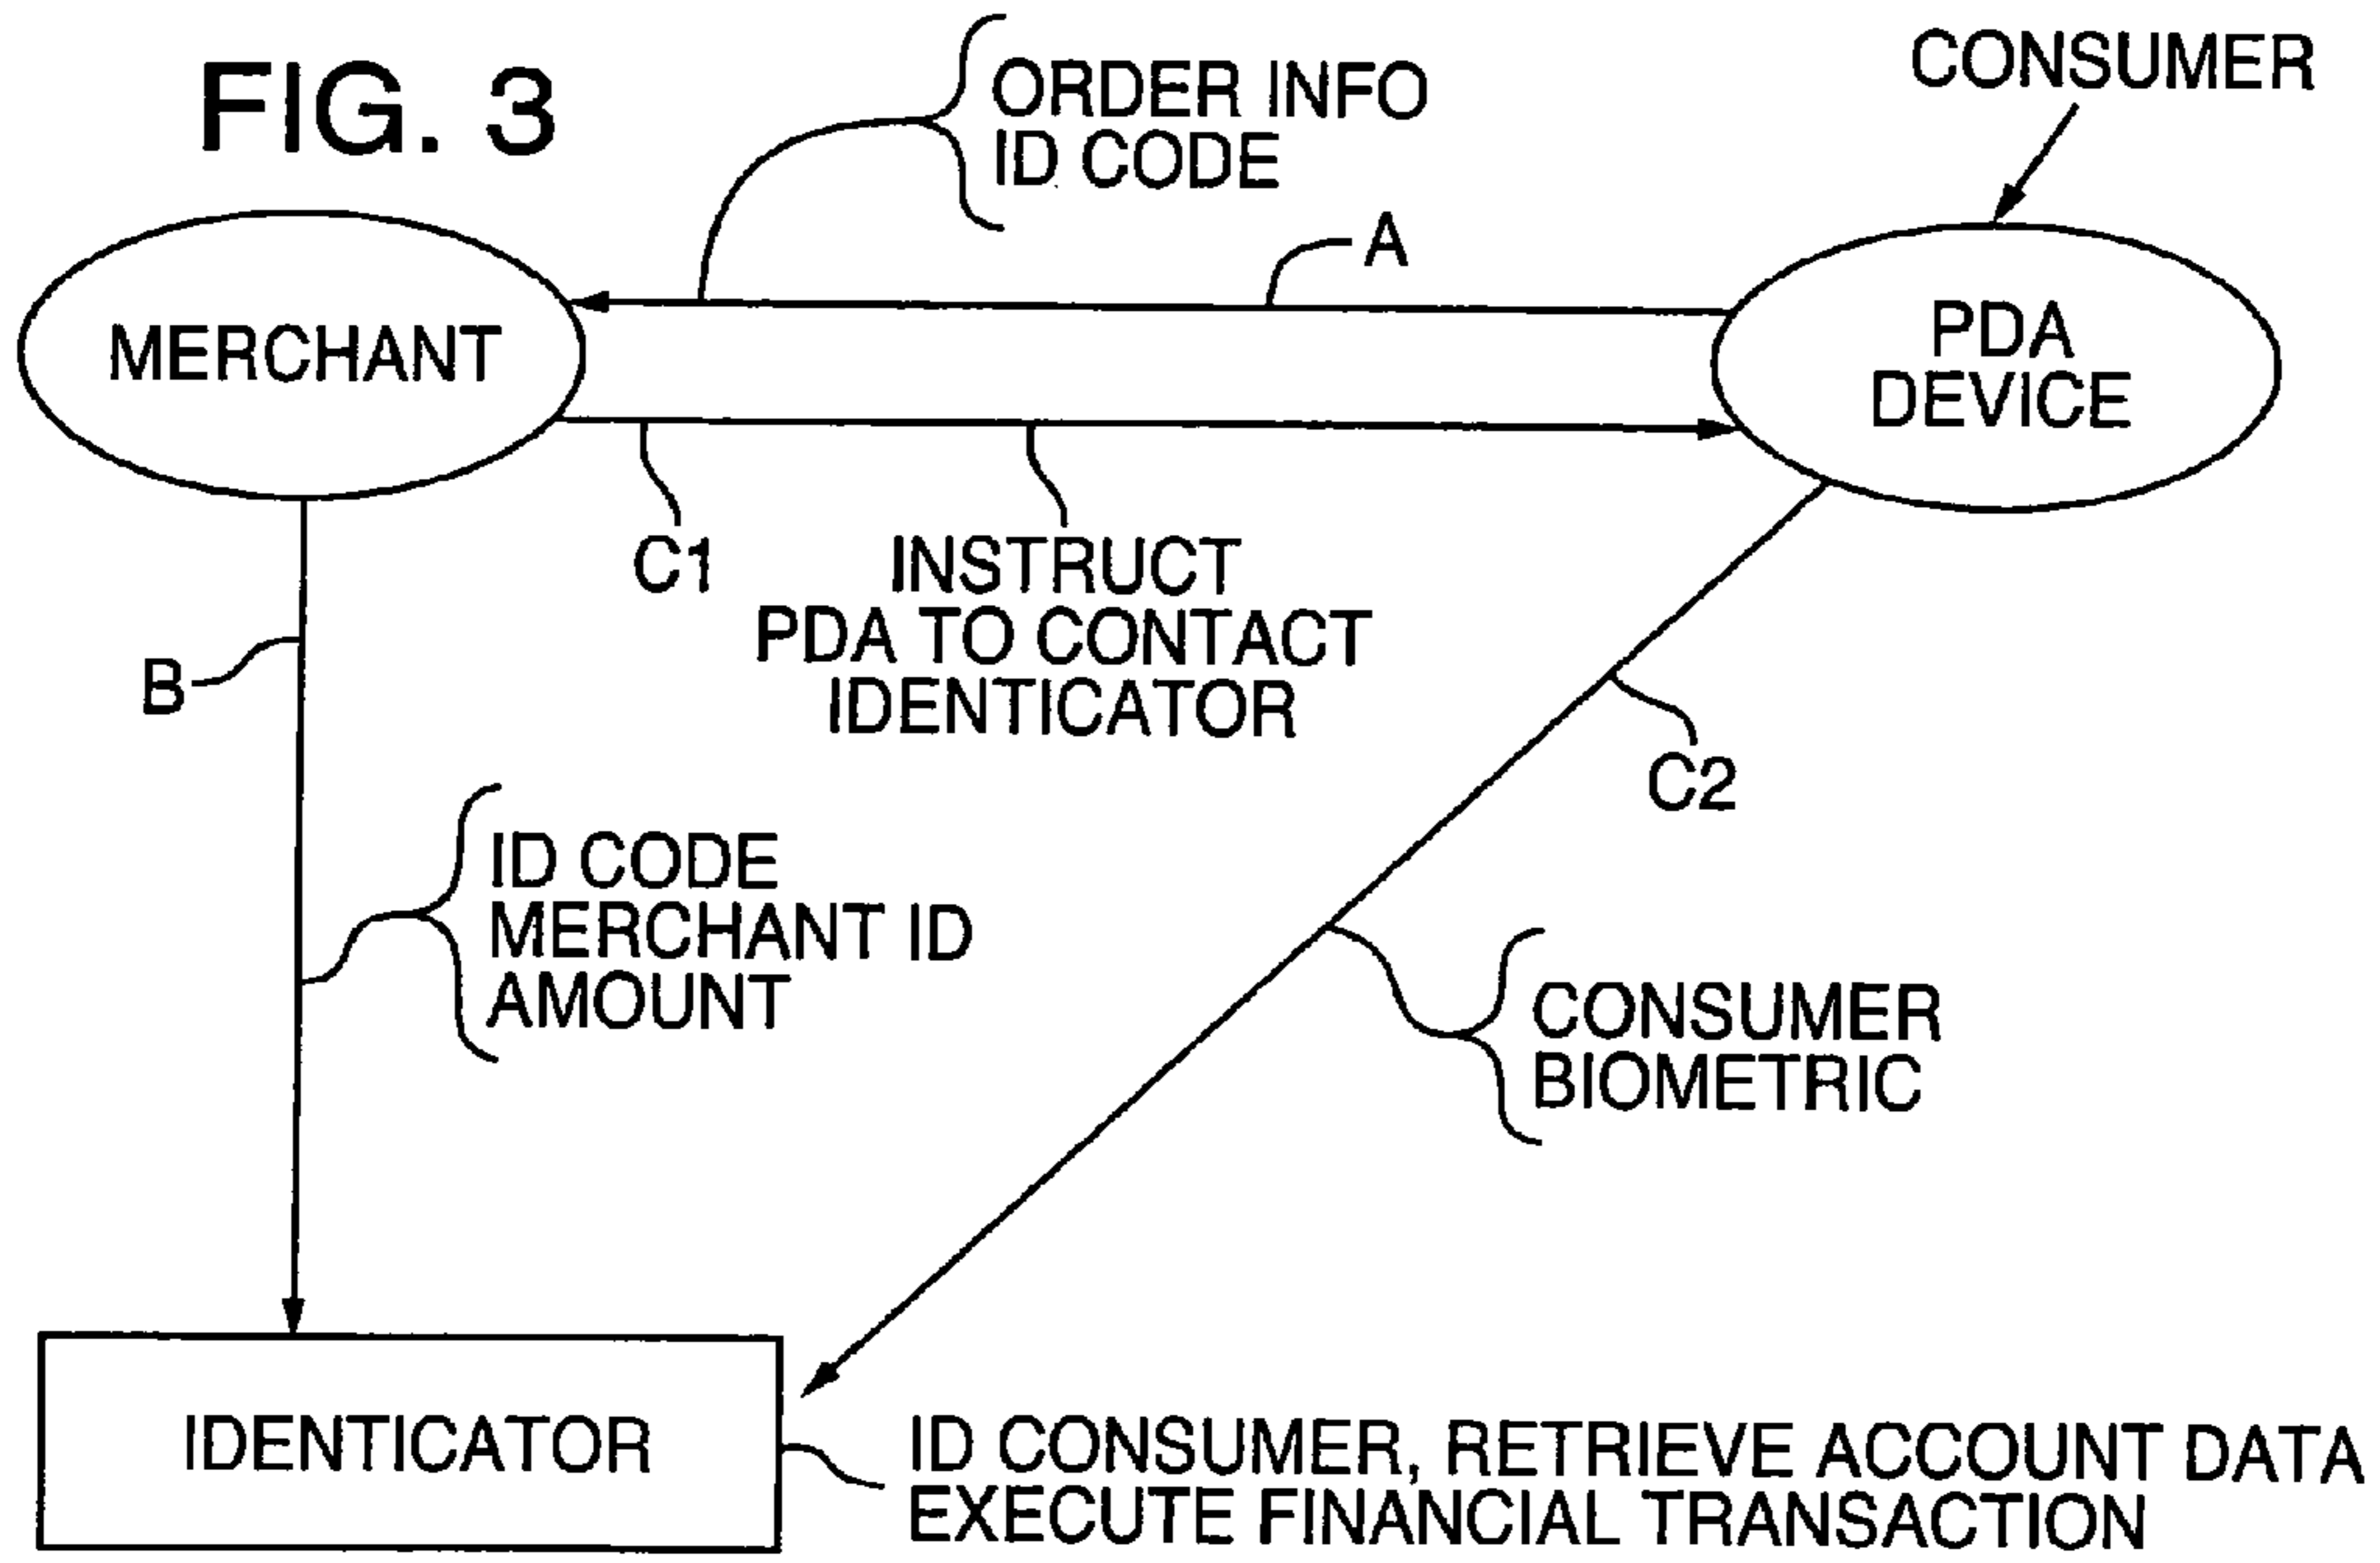 FIG. 3
ORDER INFO
ID CODE
CONSUMER
A
MERCHANT
PDA
DEVICE
C1
INSTRUCT
PDA TO CONTACT
IDENTICATOR
B
C2
ID CODE
MERCHANT ID
AMOUNT
CONSUMER
BIOMETRIC
IDENTICATOR
ID CONSUMER, RETRIEVE ACCOUNT DATA
EXECUTE FINANCIAL TRANSACTION